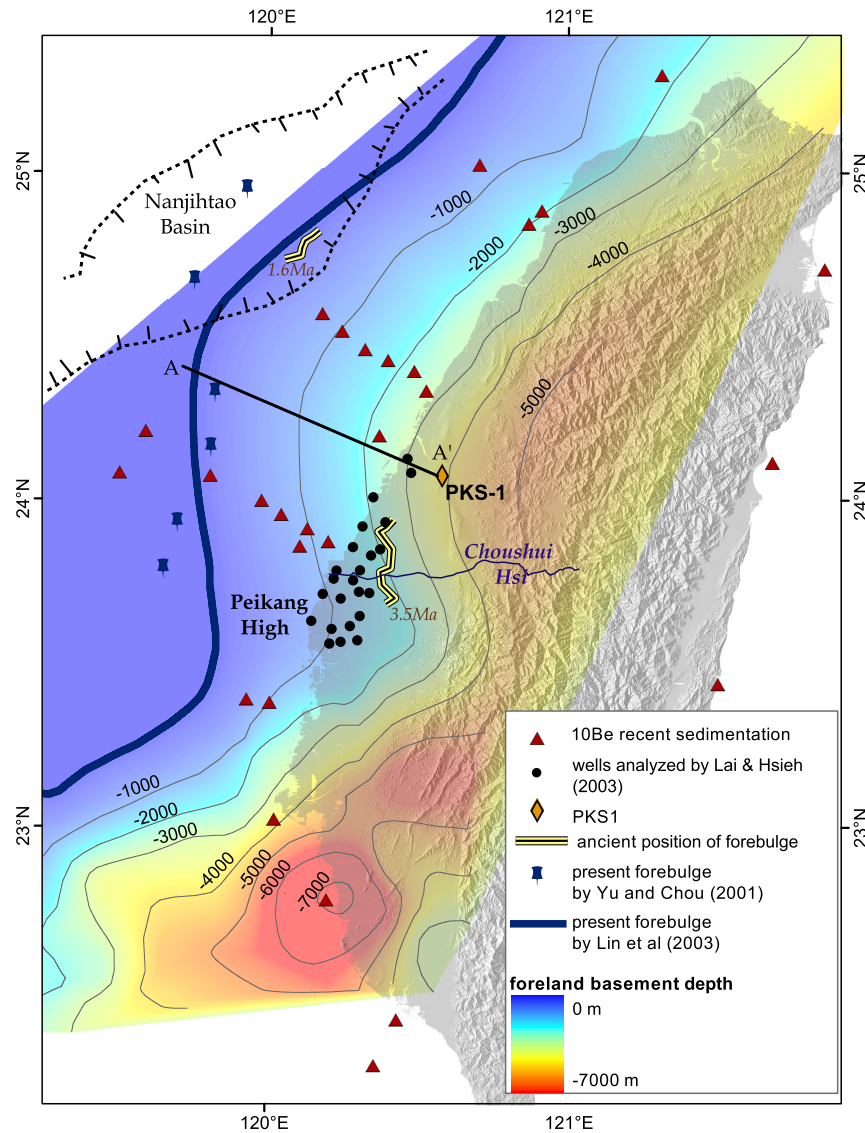 120°E
121°E
25°N
25°N
Nanjihtao
Basin
-1000
-2000
-3000
-4000
1.6Ma
A
-5000
A'
PKS-1
24°N
24°N
Choushui
Hsi
Peikang
High
3.5Ma
-1000
-2000
-3000
-4000
-5000
-6000
-7000
23°N
23°N
10Be recent sedimentation
wells analyzed by Lai & Hsieh
(2003)
PKS1
ancient position of forebulge
present forebulge
by Yu and Chou (2001)
present forebulge
by Lin et al (2003)
foreland basement depth
0 m
-7000 m
120°E
121°E